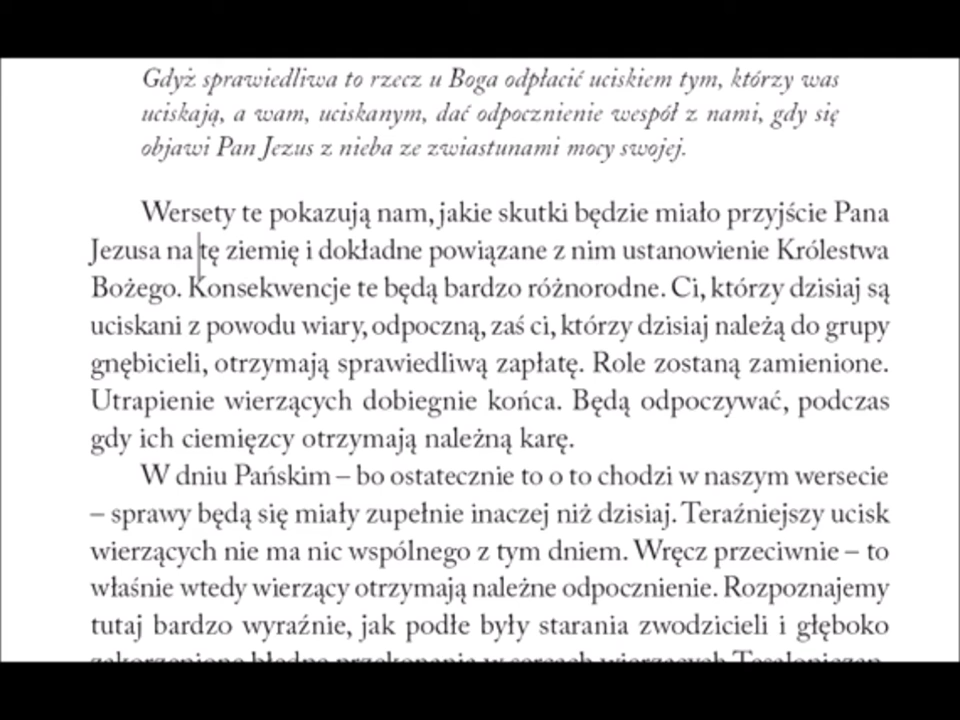 Gdyż sprawiedliwa to rzecz u Boga odpłacić uciskiem tym, którzy was
uciskają, a wam, uciskanym, dać odpocznienie wespół z nami, gdy się
objawi Pan Jezus z nieba ze zwiastunami mocy swojej.
Wersety te pokazują nam, jakie skutki będzie miało przyjście Pana
Jezusa na tę ziemię i dokładne powiązane z nim ustanowienie Królestwa
Bożego. Konsekwencje te będą bardzo różnorodne. Ci, którzy dzisiaj są
uciskani z powodu wiary, odpoczną, zaś ci, którzy dzisiaj należą do grupy
gnębicieli, otrzymają sprawiedliwą zapłatę. Role zostaną zamienione.
Utrapienie wierzących dobiegnie końca. Będą odpoczywać, podczas
gdy ich ciemięzcy otrzymają należną karę.
W dniu Pańskim – bo ostatecznie to o to chodzi w naszym wersecie
– sprawy będą się miały zupełnie inaczej niż dzisiaj. Teraźniejszy ucisk
wierzących nie ma nic wspólnego z tym dniem. Wręcz przeciwnie – to
właśnie wtedy wierzący otrzymają należne odpocznienie. Rozpoznajemy
tutaj bardzo wyraźnie, jak podłe były starania zwodzicieli i głęboko